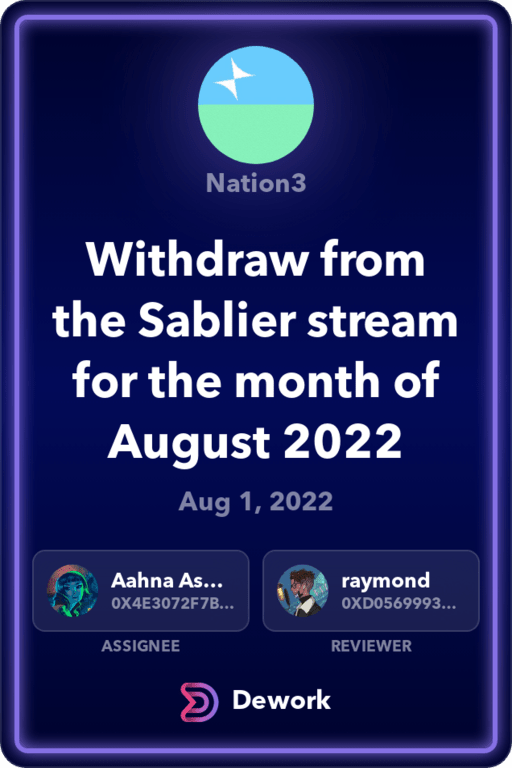 Nation3
Withdraw from
the Sablier stream
for the month of
August 2022
Aug 1, 2022
Aahna As...
0X4E3072F7B...
ASSIGNEE
raymond
0XD0569993...
REVIEWER
Dework